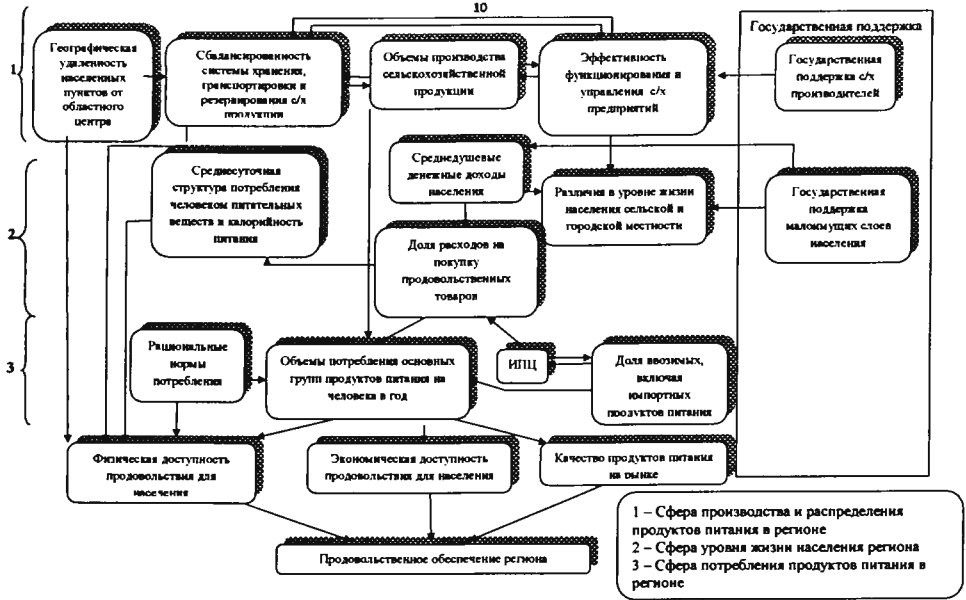 10
Государственная поддержка
Географическая
удаленность
населенных
пунктов от
областного
центра
Сбалансированность
системы хранения,
транспортировки и
резервирования с/х
продукции
Объемы производства
сельскохозяйственной
продукции
Эффективность
функционирования и
управления с/х
предприятий
Государственная
поддержка с/х
производителей
1
Среднесуточная
структура потребления
человеком питательных
веществ и калорийность
питания
Среднедушевые
денежные доходы
населения
Различия в уровне жизни
населения сельской и
городской местности
Государственная
поддержка
малоимущих слоев
населения
2
Доля расходов на
покупку
продовольственных
товаров
Рациональные
нормы
потребления
Объемы потребления основных
групп продуктов питания на
человека в год
ИПЦ
Доля ввозимых,
включая
импортных
продуктов питания
3
Физическая доступность
продовольствия для
населения
Экономическая доступность
продовольствия для населения
Качество продуктов питания
на рынке
Продовольственное обеспечение региона
1 – Сфера производства и распределения
продуктов питания в регионе
2 – Сфера уровня жизни населения региона
3 – Сфера потребления продуктов питания в
регионе